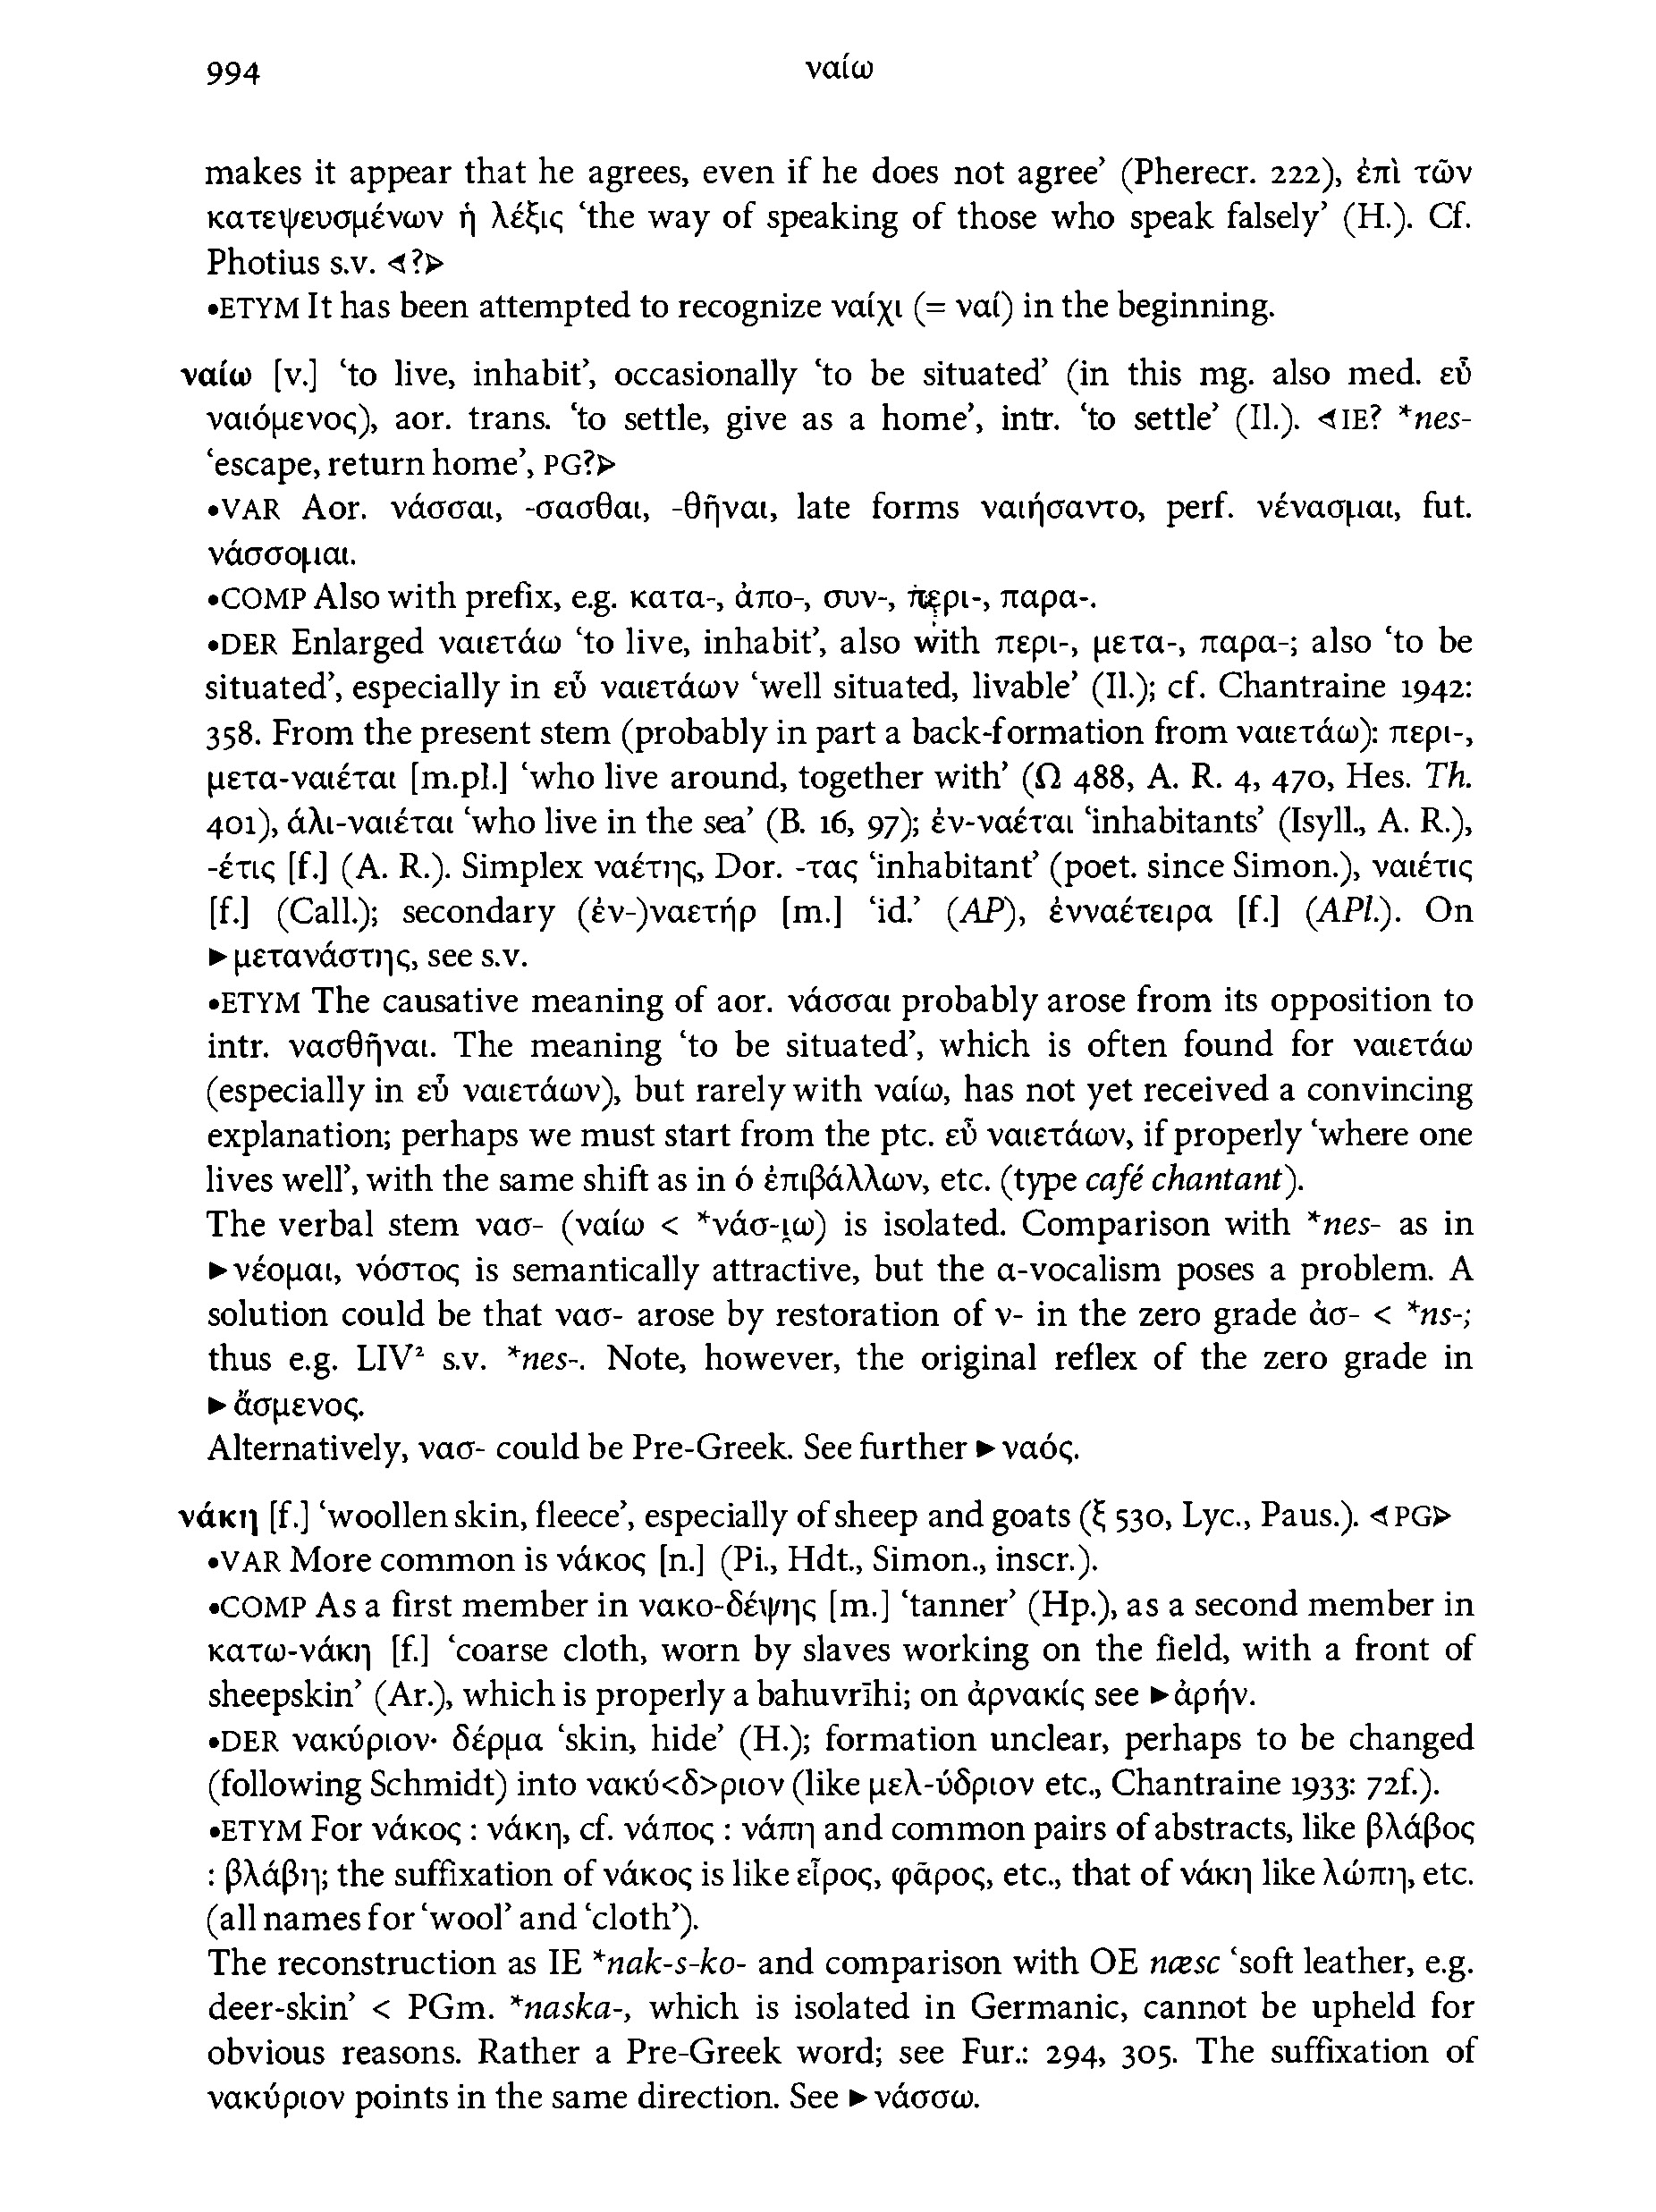 994 ναίω
makes it appear that he agrees, even if he does not agree’ (Pherecr. 222), ἐπὶ τῶν
κατεψευσμένων ἡ λέξις ‘the way of speaking of those who speak falsely’ (H.). Cf.
Photius s.v. ⊲?⊳
•ETYM It has been attempted to recognize ναίχι (= ναί) in the beginning.
ναίω [v.] ‘to live, inhabit’, occasionally ‘to be situated’ (in this mg. also med. εὖ
ναιόμενος), aor. trans. ‘to settle, give as a home’, intr. ‘to settle’ (Il.). ⊲IE? *nes-
‘escape, return home’, PG?⊳
•VAR Aor. νάσσαι, -σασθαι, -θῆναι, late forms ναιήσαντο, perf. νένασμαι, fut.
νάσσομαι.
•COMP Also with prefix, e.g. κατα-, ἀπο-, συν-, περι-, παρα-.
•DER Enlarged ναιετάω ‘to live, inhabit’, also with περι-, μετα-, παρα-; also ‘to be
situated’, especially in εὖ ναιετάων ‘well situated, livable’ (Il.); cf. Chantraine 1942:
358. From the present stem (probably in part a back-formation from ναιετάω): περι-,
μετα-ναιέται [m.pl.] ‘who live around, together with’ (Ω 488, A. R. 4, 470, Hes. Th.
401), ἁλι-ναιέται ‘who live in the sea’ (B. 16, 97); ἐν-ναέται ‘inhabitants’ (Isyll., A. R.),
-έτις [f.] (A. R.). Simplex ναέτης, Dor. -τας ‘inhabitant’ (poet. since Simon.), ναιέτις
[f.] (Call.); secondary (ἐν-)ναετήρ [m.] ‘id.’ (AP), ἐνναέτειρα [f.] (APl.). On
►μετανάστης, see s.v.
•ETYM The causative meaning of aor. νάσσαι probably arose from its opposition to
intr. νασθῆναι. The meaning ‘to be situated’, which is often found for ναιετάω
(especially in εὖ ναιετάων), but rarely with ναίω, has not yet received a convincing
explanation; perhaps we must start from the ptc. εὖ ναιετάων, if properly ‘where one
lives well’, with the same shift as in ὁ ἐπιβάλλων, etc. (type café chantant).
The verbal stem νασ- (ναίω < *νάσ-ι̯ω) is isolated. Comparison with *nes- as in
►νέομαι, νόστος is semantically attractive, but the α-vocalism poses a problem. A
solution could be that νασ- arose by restoration of ν- in the zero grade ἀσ- < *ns-;
thus e.g. LIV² s.v. *nes-. Note, however, the original reflex of the zero grade in
►ἄσμενος.
Alternatively, νασ- could be Pre-Greek. See further ►ναός.
νάκη [f.] ‘woollen skin, fleece’, especially of sheep and goats (ξ 530, Lyc., Paus.). ⊲PG⊳
•VAR More common is νάκος [n.] (Pi., Hdt., Simon., inscr.).
•COMP As a first member in νακο-δέψης [m.] ‘tanner’ (Hp.), as a second member in
κατω-νάκη [f.] ‘coarse cloth, worn by slaves working on the field, with a front of
sheepskin’ (Ar.), which is properly a bahuvrīhi; on ἀρνακίς see ►ἀρήν.
•DER νακύριον· δέρμα ‘skin, hide’ (H.); formation unclear, perhaps to be changed
(following Schmidt) into νακύ<δ>ριον (like μελ-ύδριον etc., Chantraine 1933: 72f.).
•ETYM For νάκος : νάκη, cf. νάπος : νάπη and common pairs of abstracts, like βλάβος
: βλάβη; the suffixation of νάκος is like εἶρος, φᾶρος, etc., that of νάκη like λώπη, etc.
(all names for ‘wool’ and ‘cloth’).
The reconstruction as IE *nak-s-ko- and comparison with OE næsc ‘soft leather, e.g.
deer-skin’ < PGm. *naska-, which is isolated in Germanic, cannot be upheld for
obvious reasons. Rather a Pre-Greek word; see Fur.: 294, 305. The suffixation of
νακύριον points in the same direction. See ►νάσσω.